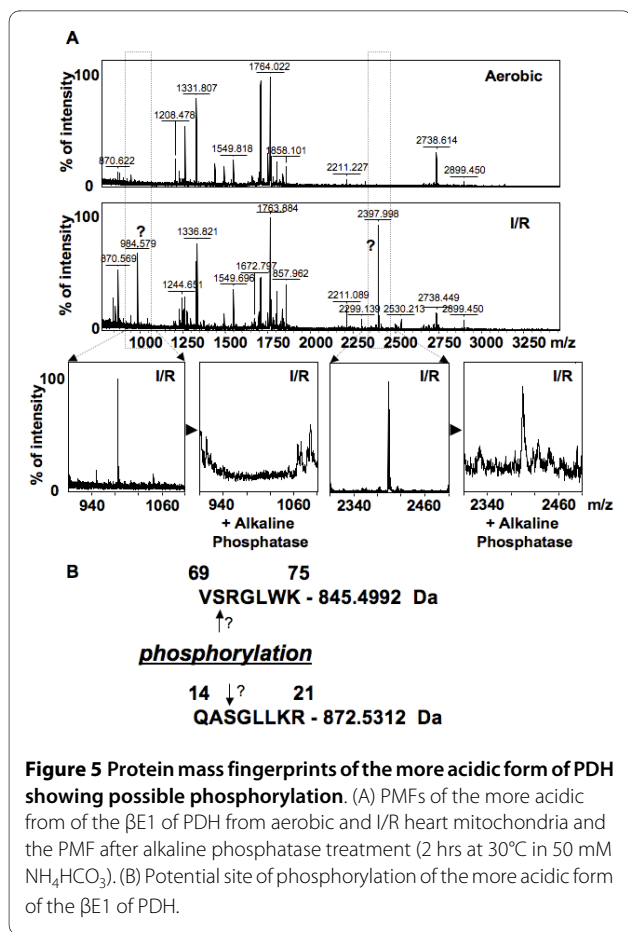 A
100
% of intensity
0
Aerobic
870.622
1208.478
1331.807
1549.818
1764.022
1858.101
2211.227
2738.614
2899.450
100
% of intensity
0
I/R
?
?
870.569
984.579
1244.651
1336.821
1549.696
1672.797
1763.884
857.962
2211.089
2299.139
2397.998
2530.213
2738.449
2899.450
1000 1250 1500 1750 2000 2250 2500 2750 3000 3250 m/z
100
% of intensity
0
I/R
940 1060
I/R
940 1060
+ Alkaline
Phosphatase
I/R
2340 2460
I/R
2340 2460 m/z
+ Alkaline
Phosphatase
B
69 75
VSRGLWK - 845.4992 Da
?
phosphorylation
14 ? 21
QASGLLKR - 872.5312 Da
Figure 5 Protein mass fingerprints of the more acidic form of PDH
showing possible phosphorylation. (A) PMFs of the more acidic
from of the βE1 of PDH from aerobic and I/R heart mitochondria and
the PMF after alkaline phosphatase treatment (2 hrs at 30°C in 50 mM
NH₄HCO₃). (B) Potential site of phosphorylation of the more acidic form
of the βE1 of PDH.